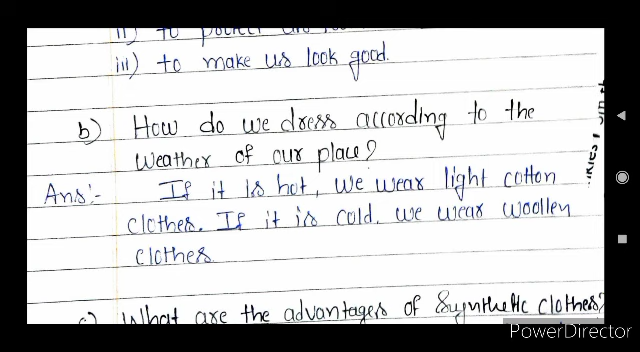 ii) to
iii) to make us look good.
b) How do we dress according to the
weather of our place?
Ans:- If it is hot, we wear light cotton
clothes. If it is cold. we wear woollen
clothes
c) What are the advantages of synthetic clothes?
PowerDirector